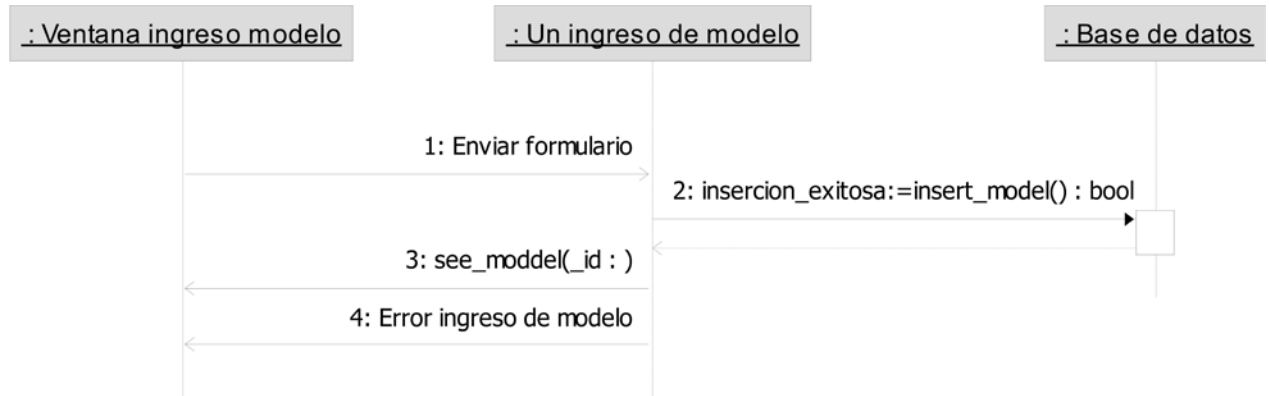 : Ventana ingreso modelo
: Un ingreso de modelo
: Base de datos
1: Enviar formulario
2: insercion_exitosa:=insert_model() : bool
3: see_moddel(_id : )
4: Error ingreso de modelo